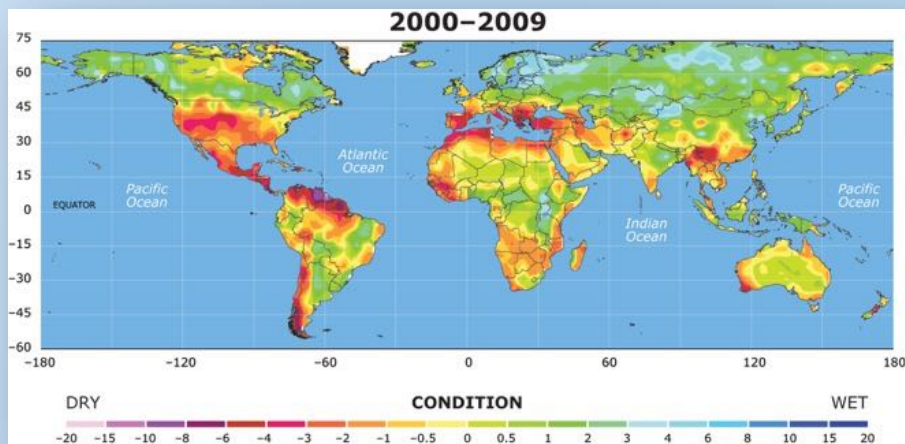 2000–2009
75
60
45
30
15
0
−15
−30
−45
−60
Atlantic
Ocean
Pacific
Ocean
EQUATOR
Indian
Ocean
Pacific
Ocean
−180 −120 −60 0 60 120 180
DRY CONDITION WET
−20 −15 −10 −8 −6 −4 −3 −2 −1 −0.5 0 0.5 1 2 3 4 6 8 10 15 20